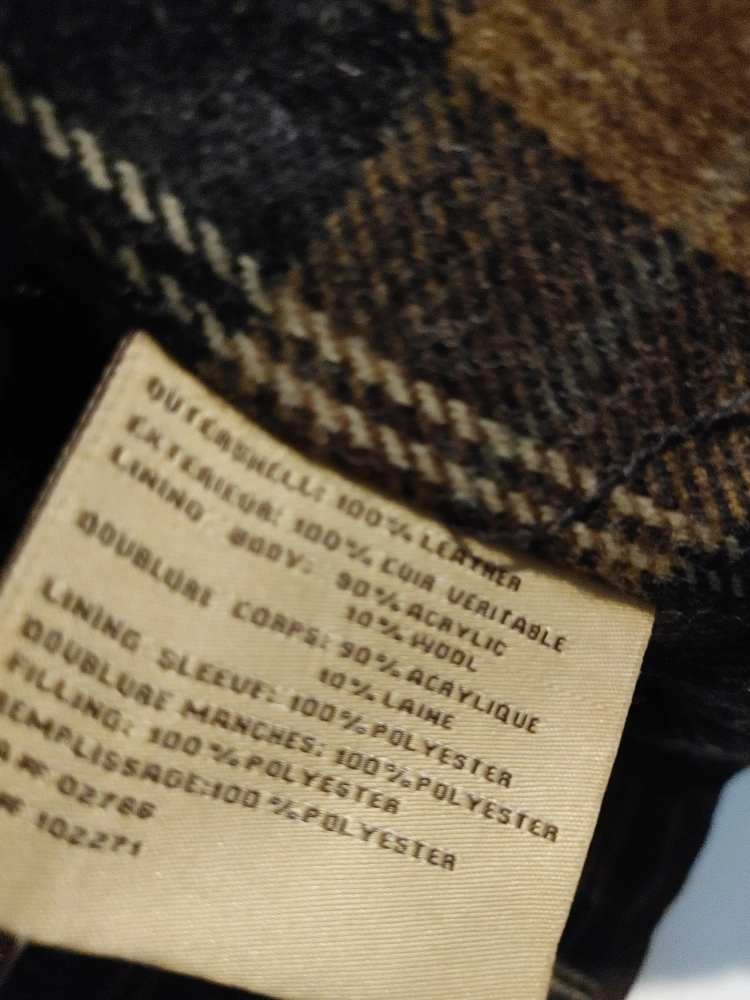 OUTERSHELL: 100% LEATHER
EXTERIEUR: 100% CUIR VERITABLE
LINING BODY: 90% ACRYLIC
10% WOOL
DOUBLURE CORPS: 90% ACRYLIQUE
10% LAINE
LINING SLEEVE: 100% POLYESTER
DOUBLURE MANCHES: 100% POLYESTER
FILLING: 100% POLYESTER
REMPLISSAGE: 100% POLYESTER
102271